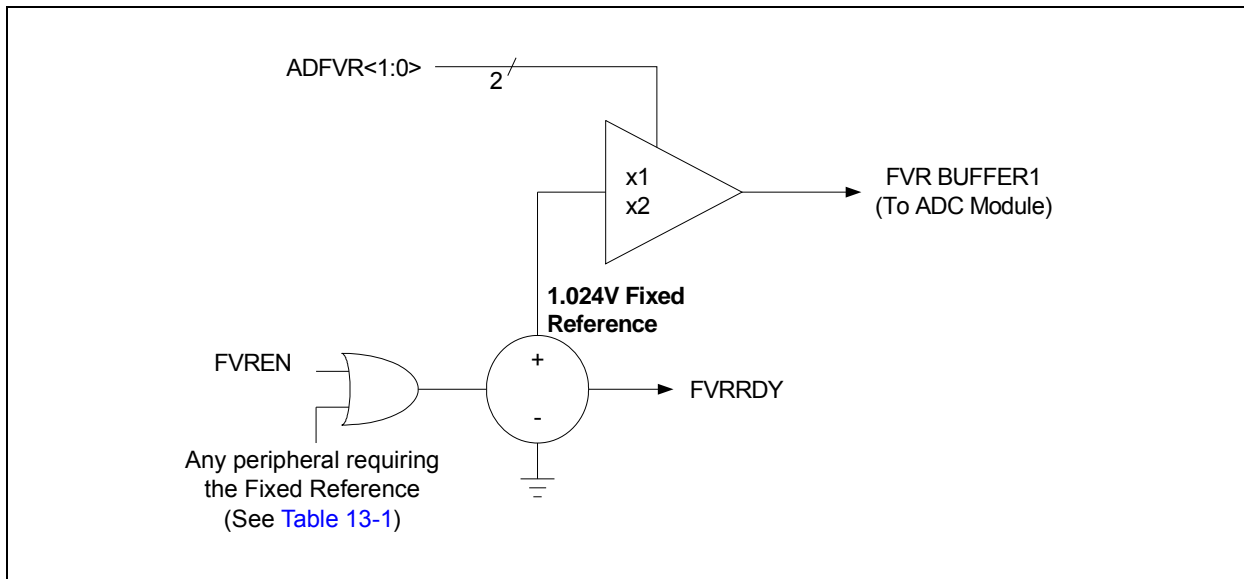 ADFVR<1:0>
2
x1
x2
FVR BUFFER1
(To ADC Module)
1.024V Fixed
Reference
+
-
FVREN
FVRRDY
Any peripheral requiring
the Fixed Reference
(See Table 13-1)